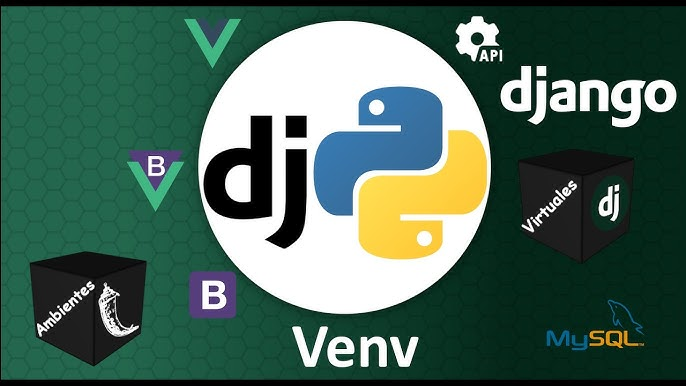 API
django
dj
B
Virtuales
dj
Ambientes
B
Venv
MySQL